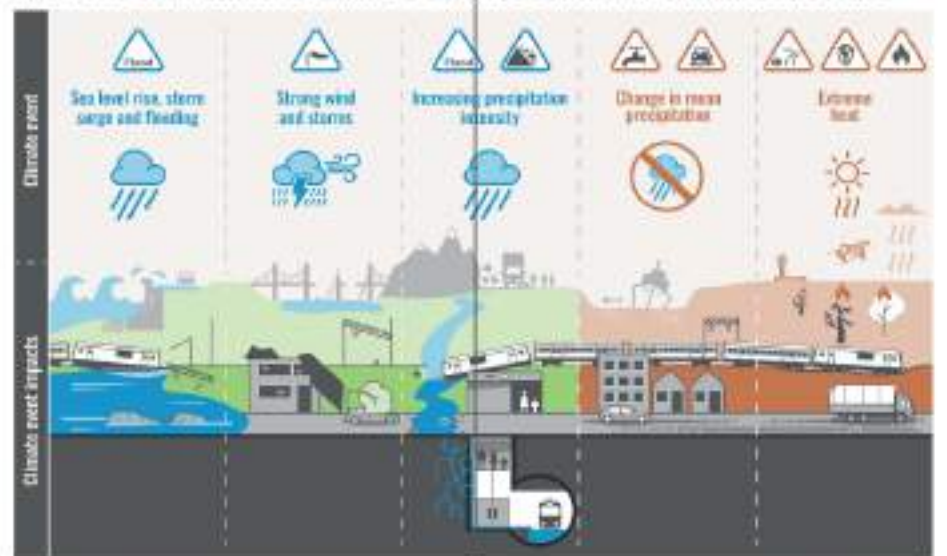 Climate event
Sea level rise, storm
surge and flooding
Strong wind
and storms
Increasing precipitation
intensity
Change in mean
precipitation
Extreme
heat
Climate event impacts